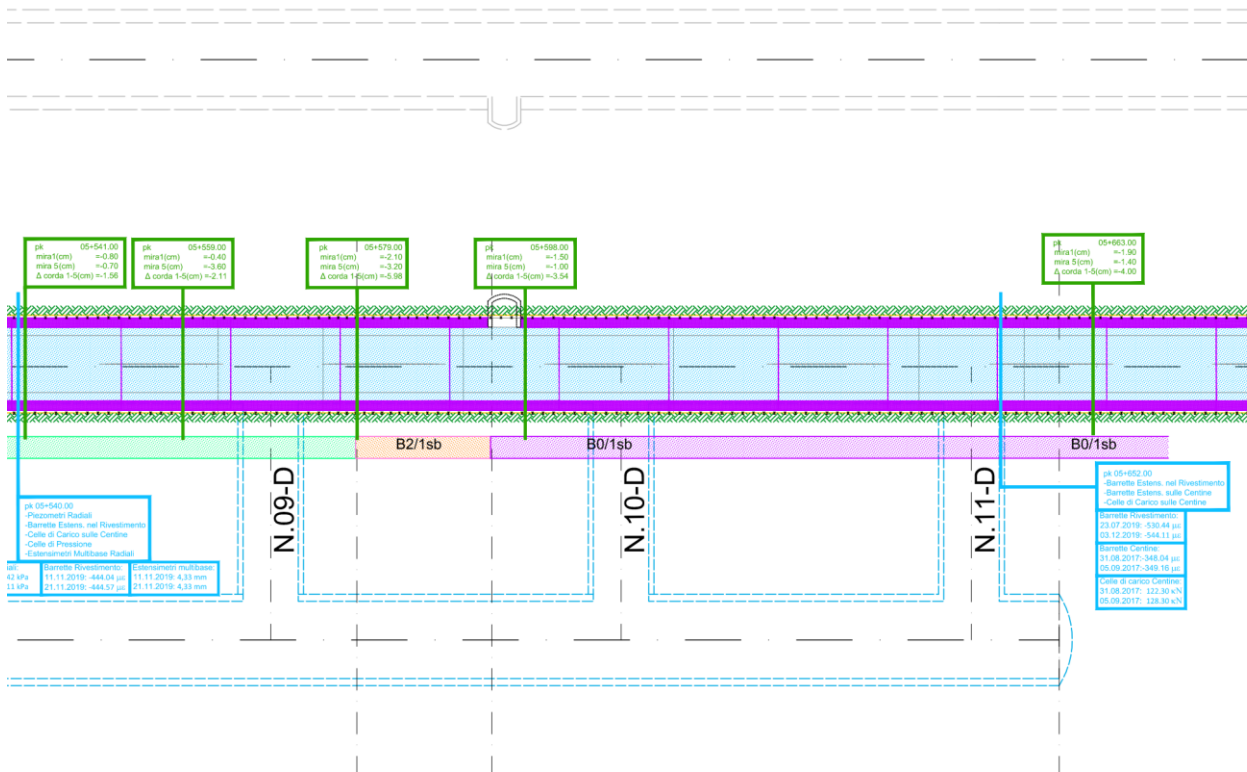 pk 05+541.00
mira1(cm) =-0.80
mira 5(cm) =-0.70
Δ corda 1-5(cm) =-1.56
pk 05+559.00
mira1(cm) =-0.40
mira 5(cm) =-3.60
Δ corda 1-5(cm) =-2.11
pk 05+579.00
mira1(cm) =-2.10
mira 5(cm) =-3.20
Δ corda 1-5(cm) =-5.98
pk 05+598.00
mira1(cm) =-1.50
mira 5(cm) =-1.00
Δ corda 1-5(cm) =-3.54
pk 05+663.00
mira1(cm) =-1.90
mira 5(cm) =-1.40
Δ corda 1-5(cm) =-4.00
B2/1sb
B0/1sb
B0/1sb
N.09-D
N.10-D
N.11-D
pk 05+540.00
-Piezometri Radiali
-Barrette Estens. nel Rivestimento
-Celle di Carico sulle Centine
-Celle di Pressione
-Estensimetri Multibase Radiali
42 kPa
11 kPa
Barrette Rivestimento:
11.11.2019: -444.04 με
21.11.2019: -444.57 με
Estensimetri multibase:
11.11.2019: 4,33 mm
21.11.2019: 4,33 mm
pk 05+652.00
-Barrette Estens. nel Rivestimento
-Barrette Estens. sulle Centine
-Celle di Carico sulle Centine
Barrette Rivestimento:
23.07.2019: -530.44 με
03.12.2019: -544.11 με
Barrette Centine:
31.08.2017:-346.04 με
05.09.2017:-349.16 με
Celle di carico Centine:
31.08.2017: 122.30 κN
05.09.2017: 128.30 κN